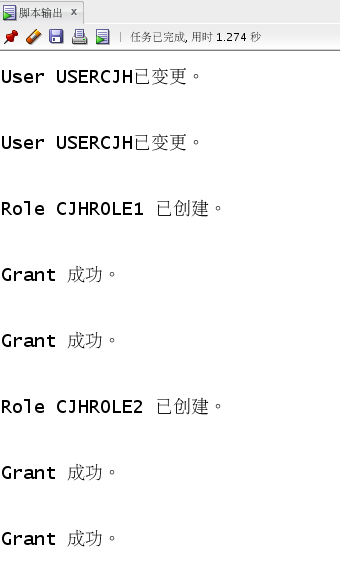 脚本输出 x
任务已完成, 用时 1.274 秒
User USERCJH已变更。
User USERCJH已变更。
Role CJHROLE1 已创建。
Grant 成功。
Grant 成功。
Role CJHROLE2 已创建。
Grant 成功。
Grant 成功。